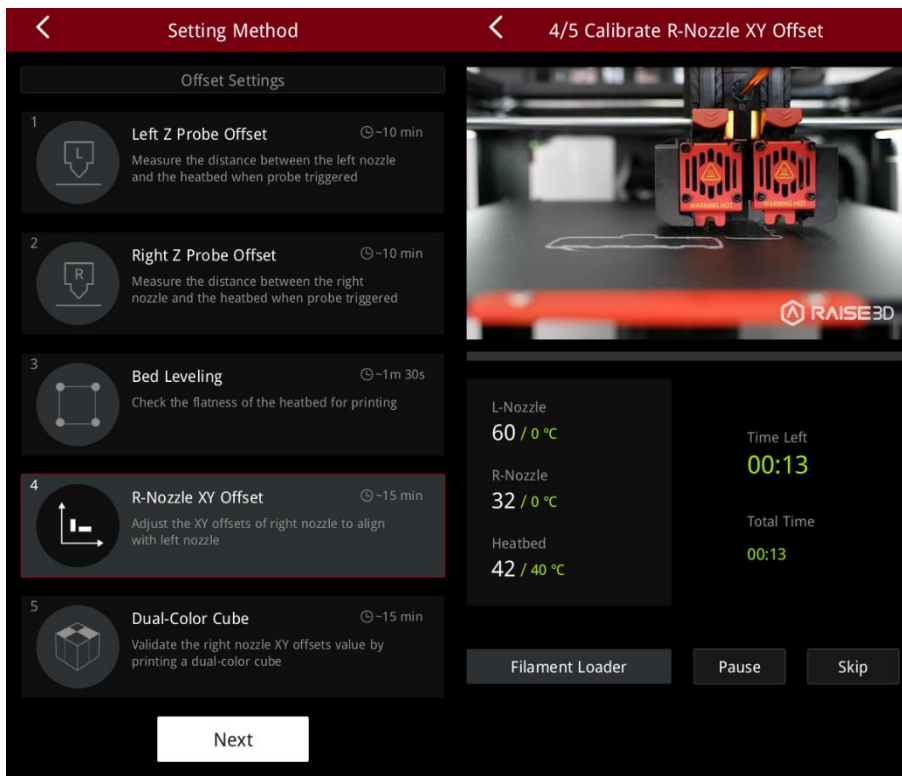 Setting Method
Offset Settings
1
L
Left Z Probe Offset
~10 min
Measure the distance between the left nozzle
and the heatbed when probe triggered
2
R
Right Z Probe Offset
~10 min
Measure the distance between the right
nozzle and the heatbed when probe triggered
3
Bed Leveling
~1m 30s
Check the flatness of the heatbed for printing
4
R-Nozzle XY Offset
~15 min
Adjust the XY offsets of right nozzle to align
with left nozzle
5
Dual-Color Cube
~15 min
Validate the right nozzle XY offsets value by
printing a dual-color cube
Next
4/5 Calibrate R-Nozzle XY Offset
WARNING HOT
WARNING HOT
RAISE3D
L-Nozzle
60 / 0 °C
R-Nozzle
32 / 0 °C
Heatbed
42 / 40 °C
Time Left
00:13
Total Time
00:13
Filament Loader
Pause
Skip